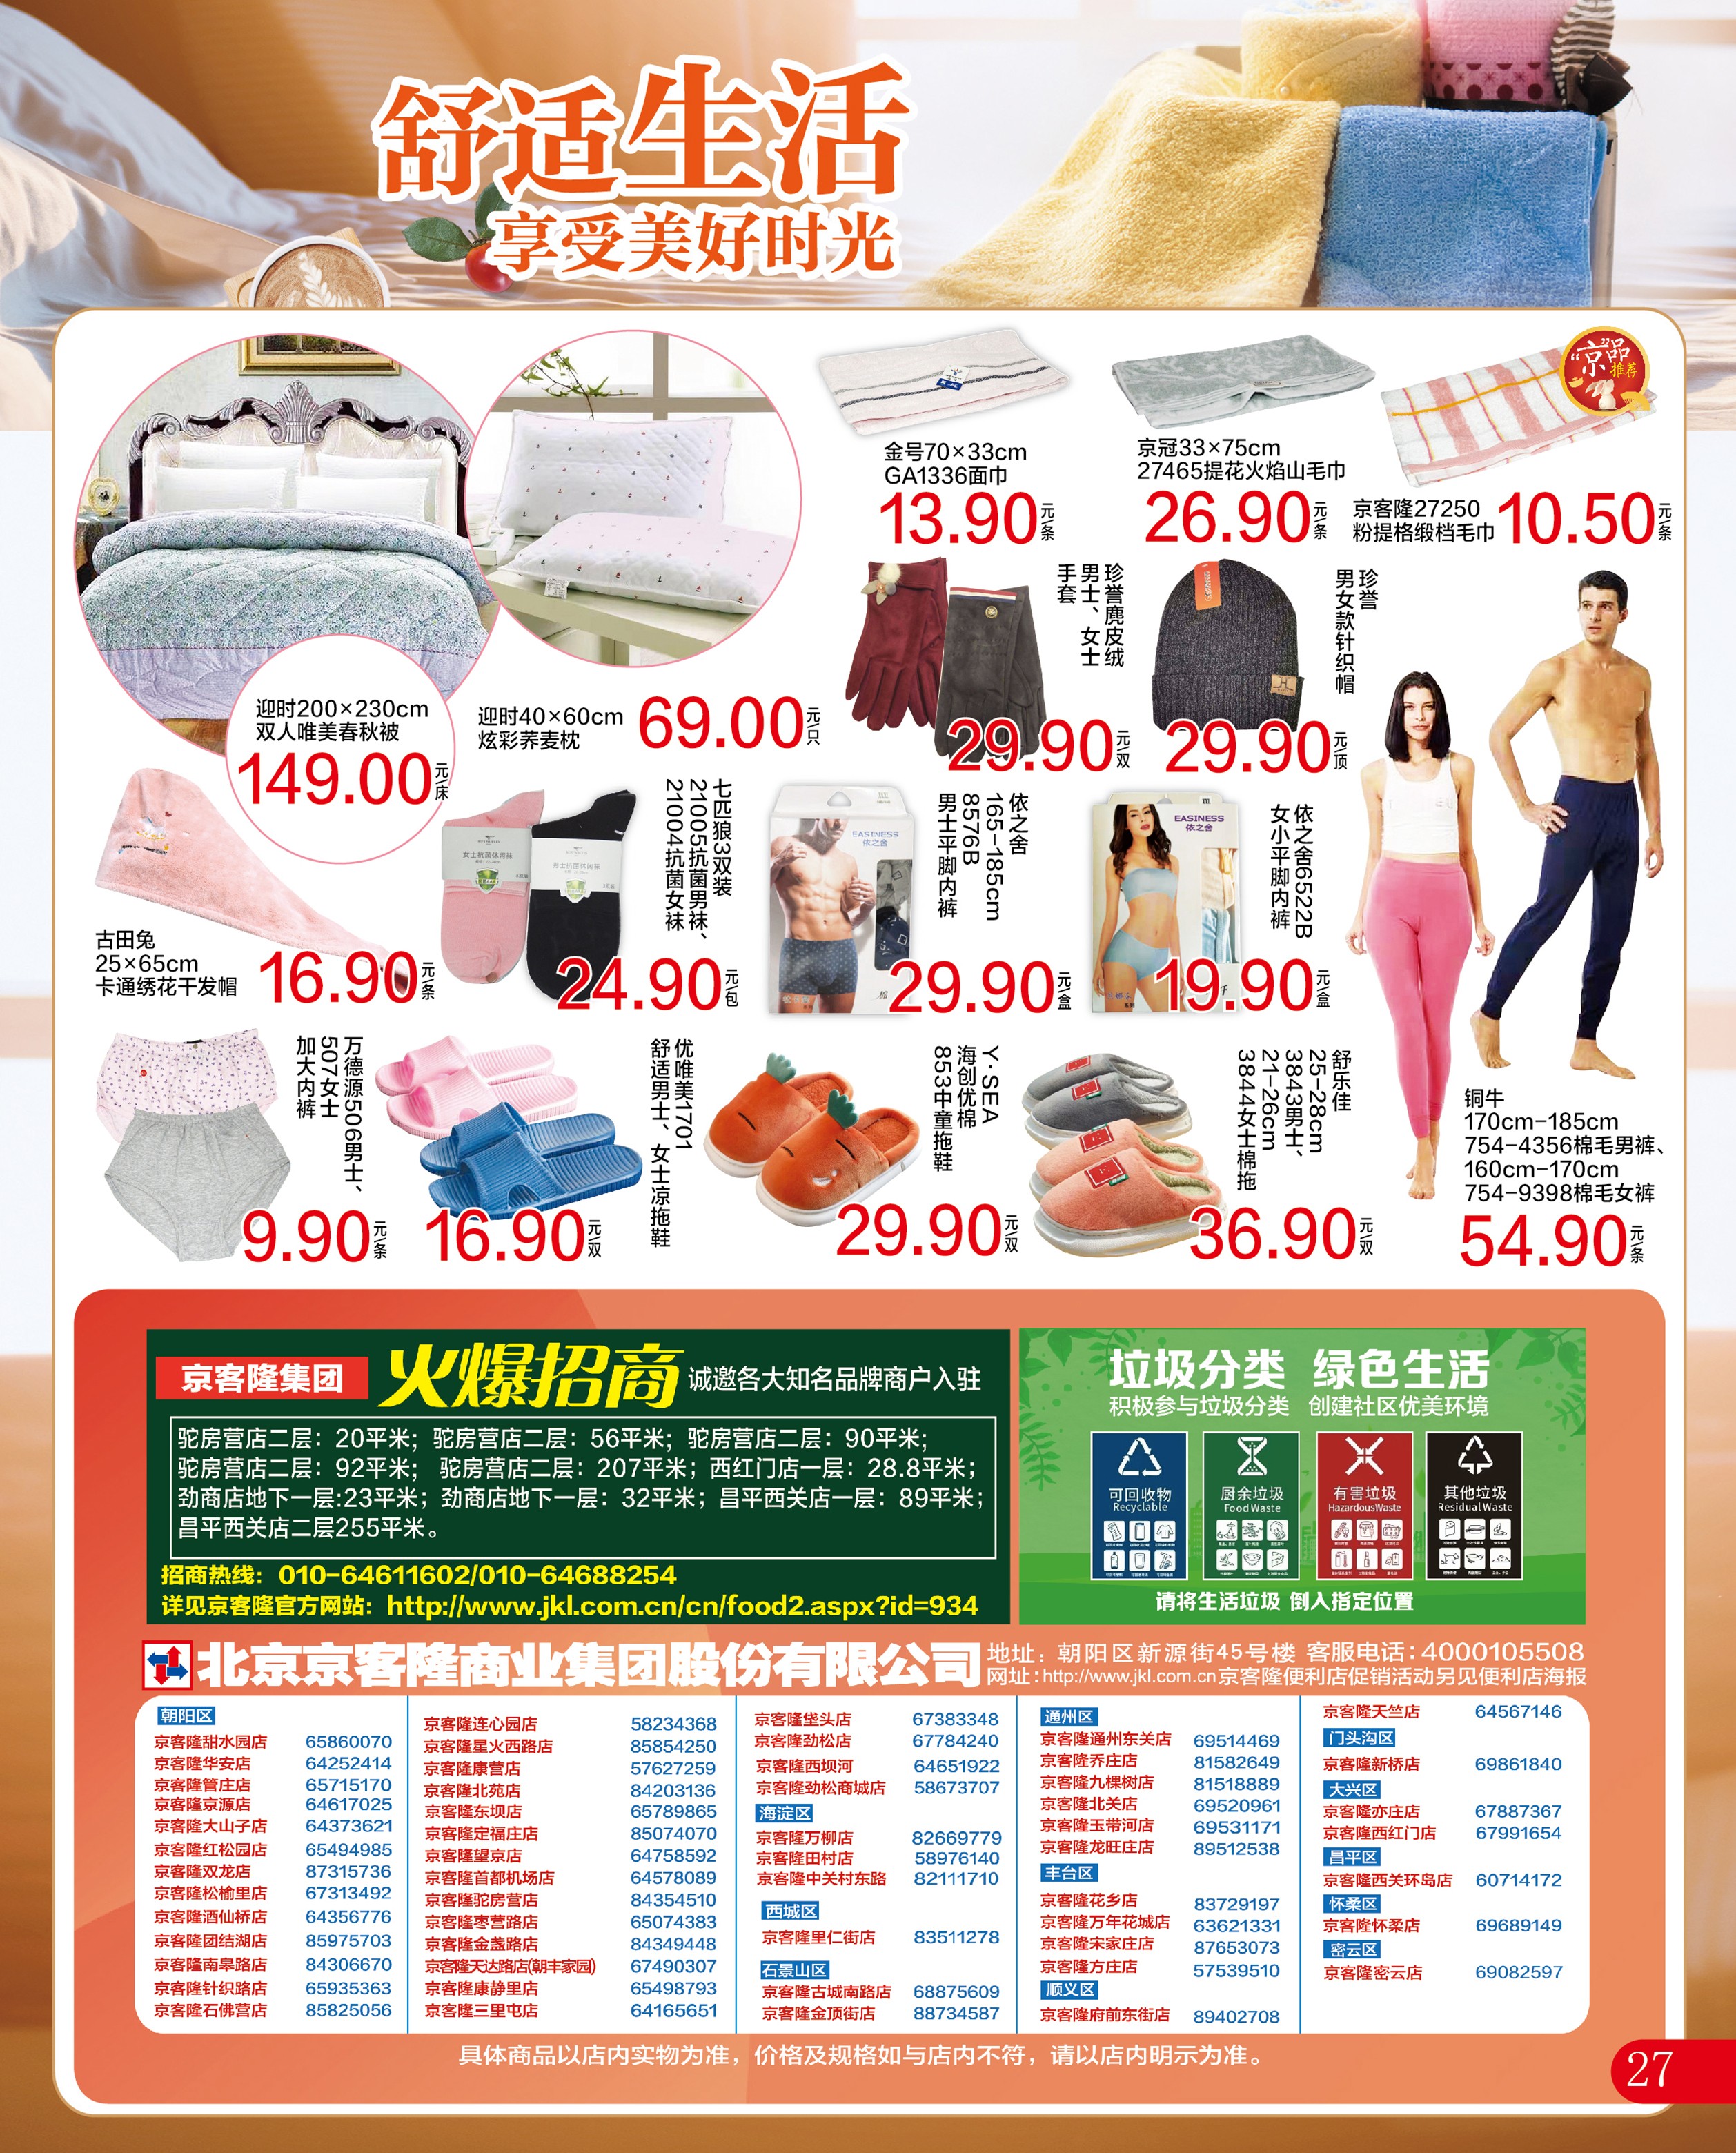 舒适生活
享受美好时光
"京"品
推荐
金号70×33cm
GA1336面巾
13.90元/条
京冠33×75cm
27465提花火焰山毛巾
26.90元/条
京客隆27250
粉提格缎档毛巾
10.50元/条
迎时200×230cm
双人唯美春秋被
149.00元/床
迎时40×60cm
炫彩荞麦枕
69.00元/只
珍誉麂皮绒
男士、女士
手套
29.90元/双
珍誉
男女款针织帽
29.90元/顶
古田兔
25×65cm
卡通绣花干发帽
16.90元/条
女士抗菌休闲袜
男士抗菌休闲袜
七匹狼3双装
21005抗菌男袜、
21004抗菌女袜
24.90元/包
EASINESS
依之舍
依之舍
165-185cm
8576B
男士平脚内裤
29.90元/盒
EASINESS
依之舍
依之舍6522B
女小平脚内裤
19.90元/盒
万德源506男士、
507女士
加大内裤
9.90元/条
优唯美1701
舒适男士、女士凉拖鞋
16.90元/双
Y·SEA
海创优棉
853中童拖鞋
29.90元/双
舒乐佳
25-28cm
3843男士、
21-26cm
3844女士棉拖
36.90元/双
铜牛
170cm-185cm
754-4356棉毛男裤、
160cm-170cm
754-9398棉毛女裤
54.90元/条
京客隆集团
火爆招商
诚邀各大知名品牌商户入驻
驼房营店二层：20平米；驼房营店二层：56平米；驼房营店二层：90平米；
驼房营店二层：92平米； 驼房营店二层：207平米；西红门店一层：28.8平米；
劲商店地下一层:23平米；劲商店地下一层：32平米；昌平西关店一层：89平米；
昌平西关店二层255平米。
招商热线：010-64611602/010-64688254
详见京客隆官方网站：http://www.jkl.com.cn/cn/food2.aspx?id=934
垃圾分类 绿色生活
积极参与垃圾分类 创建社区优美环境
可回收物
Recyclable
厨余垃圾
Food Waste
有害垃圾
Hazardous Waste
其他垃圾
Residual Waste
请将生活垃圾 倒入指定位置
北京京客隆商业集团股份有限公司
地址：朝阳区新源街45号楼 客服电话：4000105508
网址：http://www.jkl.com.cn京客隆便利店促销活动另见便利店海报
朝阳区
京客隆甜水园店 65860070
京客隆华安店 64252414
京客隆管庄店 65715170
京客隆京源店 64617025
京客隆大山子店 64373621
京客隆红松园店 65494985
京客隆双龙店 87315736
京客隆松榆里店 67313492
京客隆酒仙桥店 64356776
京客隆团结湖店 85975703
京客隆南皋路店 84306670
京客隆针织路店 65935363
京客隆石佛营店 85825056
京客隆连心园店 58234368
京客隆星火西路店 85854250
京客隆康营店 57627259
京客隆北苑店 84203136
京客隆东坝店 65789865
京客隆定福庄店 85074070
京客隆望京店 64758592
京客隆首都机场店 64578089
京客隆驼房营店 84354510
京客隆枣营路店 65074383
京客隆金盏路店 84349448
京客隆天达路店(朝丰家园) 67490307
京客隆康静里店 65498793
京客隆三里屯店 64165651
京客隆垡头店 67383348
京客隆劲松店 67784240
京客隆西坝河 64651922
京客隆劲松商城店 58673707
海淀区
京客隆万柳店 82669779
京客隆田村店 58976140
京客隆中关村东路 82111710
西城区
京客隆里仁街店 83511278
石景山区
京客隆古城南路店 68875609
京客隆金顶街店 88734587
通州区
京客隆通州东关店 69514469
京客隆乔庄店 81582649
京客隆九棵树店 81518889
京客隆北关店 69520961
京客隆玉带河店 69531171
京客隆龙旺庄店 89512538
丰台区
京客隆花乡店 83729197
京客隆万年花城店 63621331
京客隆宋家庄店 87653073
京客隆方庄店 57539510
顺义区
京客隆府前东街店 89402708
京客隆天竺店 64567146
门头沟区
京客隆新桥店 69861840
大兴区
京客隆亦庄店 67887367
京客隆西红门店 67991654
昌平区
京客隆西关环岛店 60714172
怀柔区
京客隆怀柔店 69689149
密云区
京客隆密云店 69082597
具体商品以店内实物为准，价格及规格如与店内不符，请以店内明示为准。
27